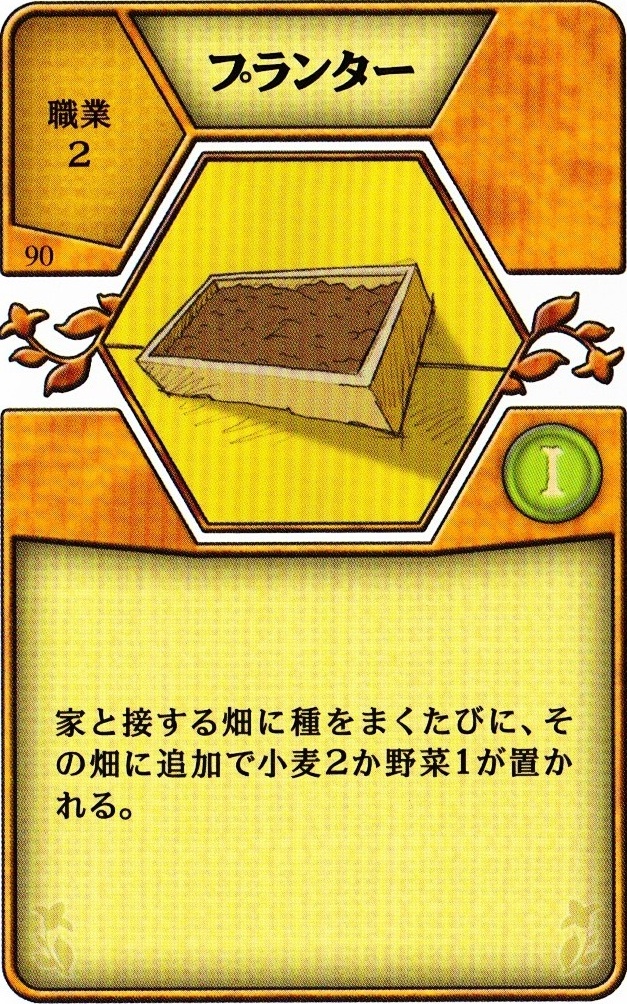 プランター
職業
2
90
I
家と接する畑に種をまくたびに、そ
の畑に追加で小麦2か野菜1が置か
れる。